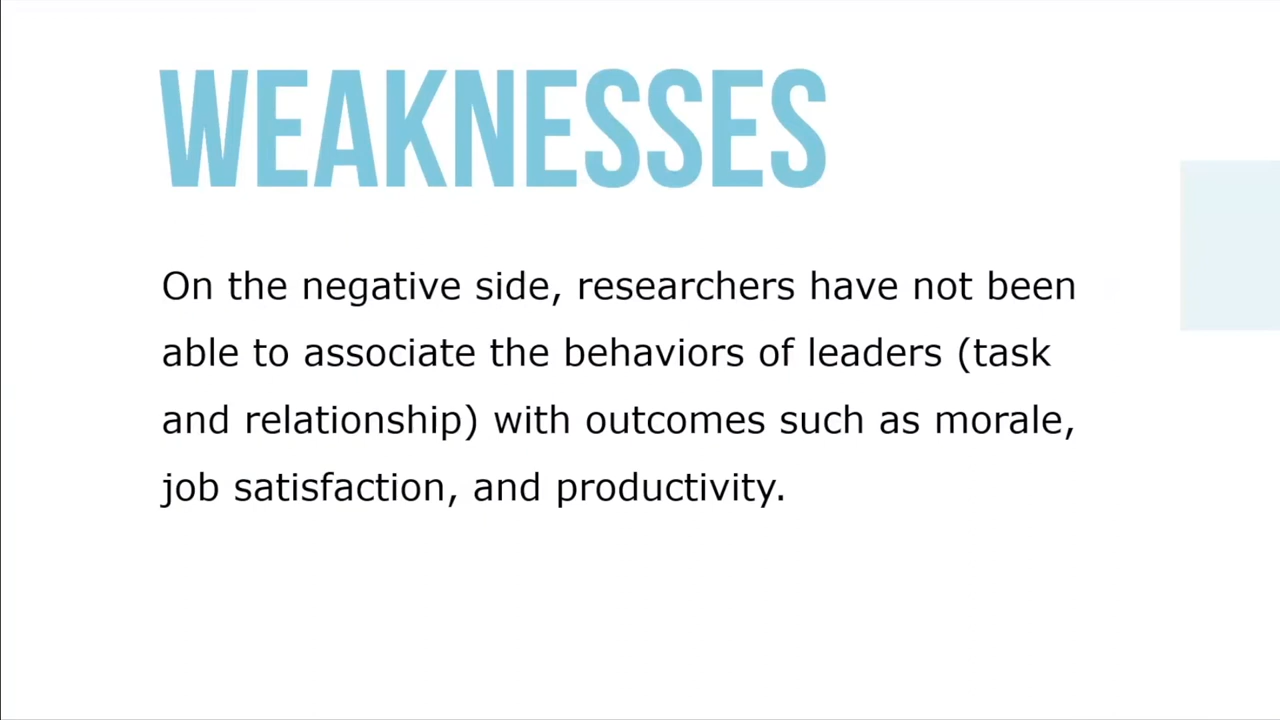 WEAKNESSES
On the negative side, researchers have not been
able to associate the behaviors of leaders (task
and relationship) with outcomes such as morale,
job satisfaction, and productivity.